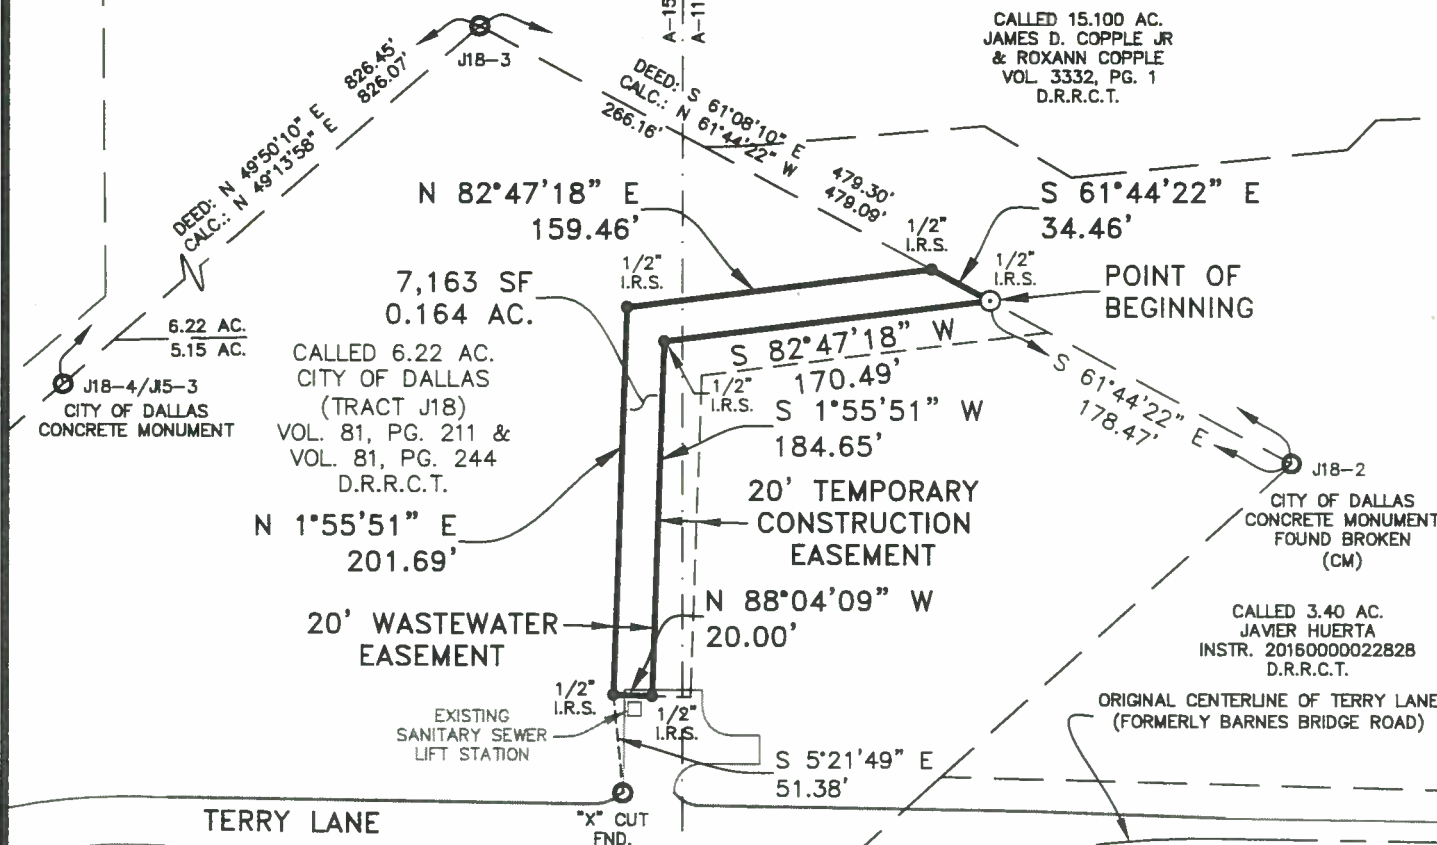 A-15
A-11
CALLED 15.100 AC.
JAMES D. COPPLE JR
& ROXANN COPPLE
VOL. 3332, PG. 1
D.R.R.C.T.
J18-3
826.45'
826.07'
DEED: N 49°50'10" E
CALC.: N 49°13'58" E
DEED: S 61°08'10" E
CALC.: N 61°44'22" W
266.16'
479.30'
479.09'
N 82°47'18" E
159.46'
S 61°44'22" E
34.46'
1/2"
I.R.S.
1/2"
I.R.S.
1/2"
I.R.S.
POINT OF
BEGINNING
7,163 SF
0.164 AC.
6.22 AC.
5.15 AC.
CALLED 6.22 AC.
CITY OF DALLAS
(TRACT J18)
VOL. 81, PG. 211 &
VOL. 81, PG. 244
D.R.R.C.T.
J18-4/J15-3
CITY OF DALLAS
CONCRETE MONUMENT
S 82°47'18" W
170.49'
1/2"
I.R.S.
S 1°55'51" W
184.65'
S 61°44'22" E
178.47'
J18-2
CITY OF DALLAS
CONCRETE MONUMENT
FOUND BROKEN
(CM)
20' TEMPORARY
CONSTRUCTION
EASEMENT
N 1°55'51" E
201.69'
N 88°04'09" W
20.00'
20' WASTEWATER
EASEMENT
CALLED 3.40 AC.
JAVIER HUERTA
INSTR. 20160000022828
D.R.R.C.T.
1/2"
I.R.S.
1/2"
I.R.S.
EXISTING
SANITARY SEWER
LIFT STATION
ORIGINAL CENTERLINE OF TERRY LANE
(FORMERLY BARNES BRIDGE ROAD)
S 5°21'49" E
51.38'
TERRY LANE
"X" CUT
FND.